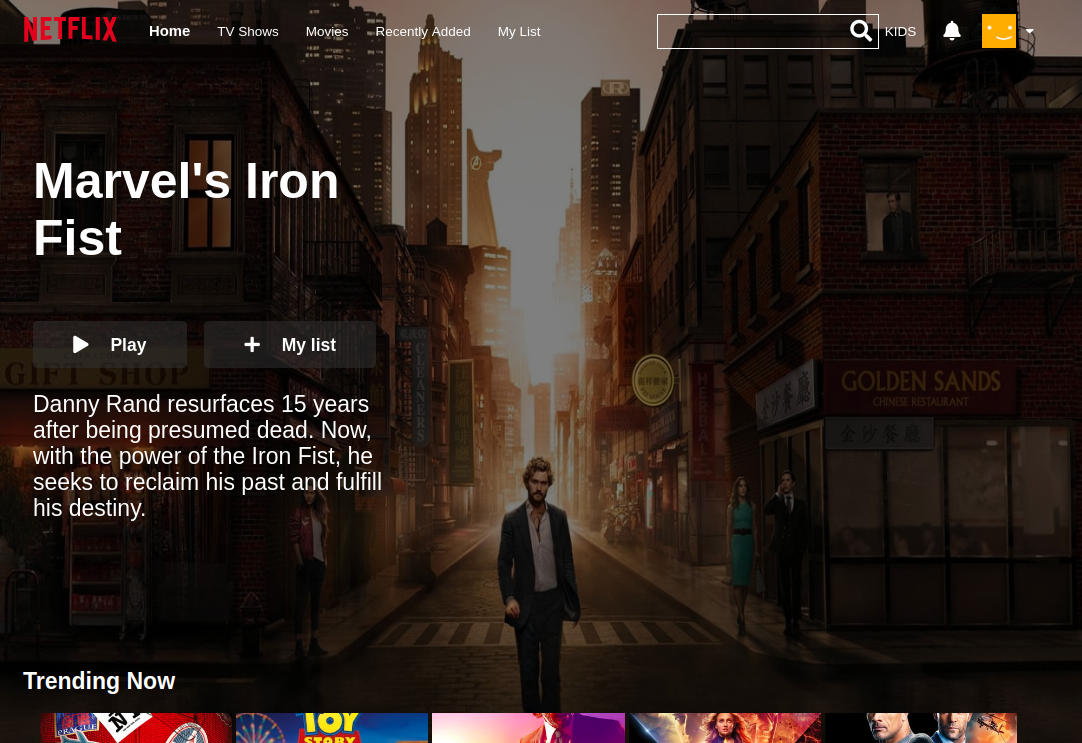 NETFLIX
Home
TV Shows
Movies
Recently Added
My List
KIDS
Marvel's Iron
Fist
Play
My list
GIFT SHOP
CLEANERS
HERBAL
GOLDEN SANDS
CHINESE RESTAURANT
金沙餐廳
Danny Rand resurfaces 15 years
after being presumed dead. Now,
with the power of the Iron Fist, he
seeks to reclaim his past and fulfill
his destiny.
Trending Now
PRAGUE
TOY
STORY